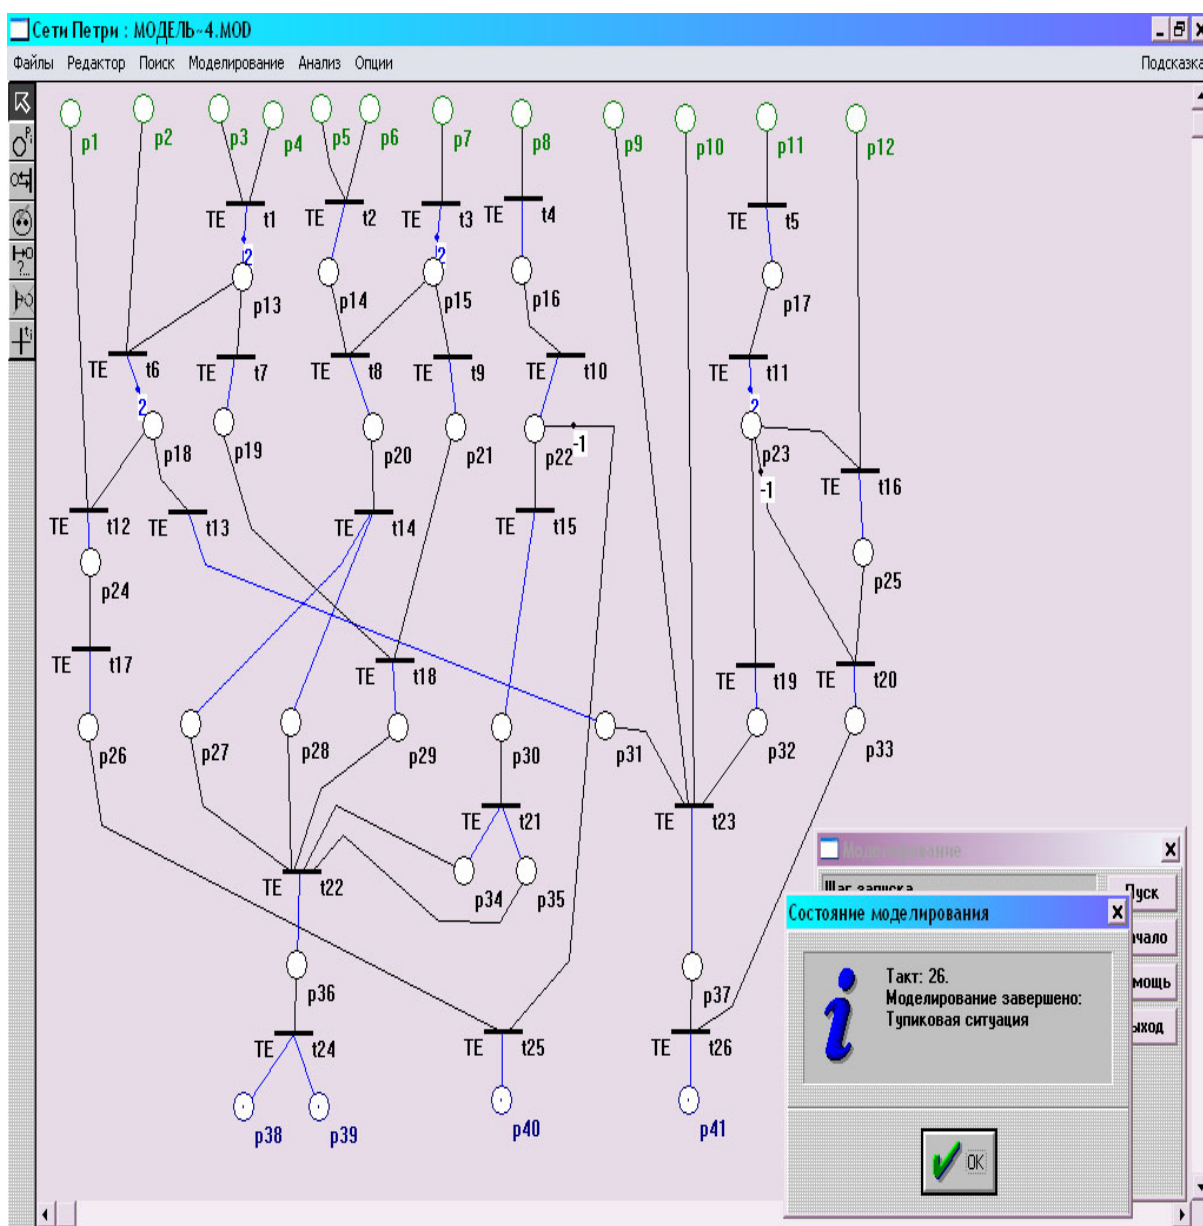 Сети Петри : МОДЕЛЬ~4.MOD
Файлы Редактор Поиск Моделирование Анализ Опции Подсказка
p1 p2 p3 p4 p5 p6 p7 p8 p9 p10 p11 p12
TE t1 TE t2 TE t3 TE t4 TE t5
2 2
p13 p14 p15 p16 p17
TE t6 TE t7 TE t8 TE t9 TE t10 TE t11
2 2
p18 p19 p20 p21 p22 -1 p23
-1 TE t16
TE t12 TE t13 TE t14 TE t15
p24 p25
TE t17 TE t18 TE t19 TE t20
p26 p27 p28 p29 p30 p31 p32 p33
TE t21 TE t23
Моделирование
Шаг запуска
Пуск
TE t22 p34 p35
Состояние моделирования
Такт: 26.
Моделирование завершено:
Тупиковая ситуация
p36 p37
TE t24 TE t25 TE t26
p38 p39 p40 p41
OK